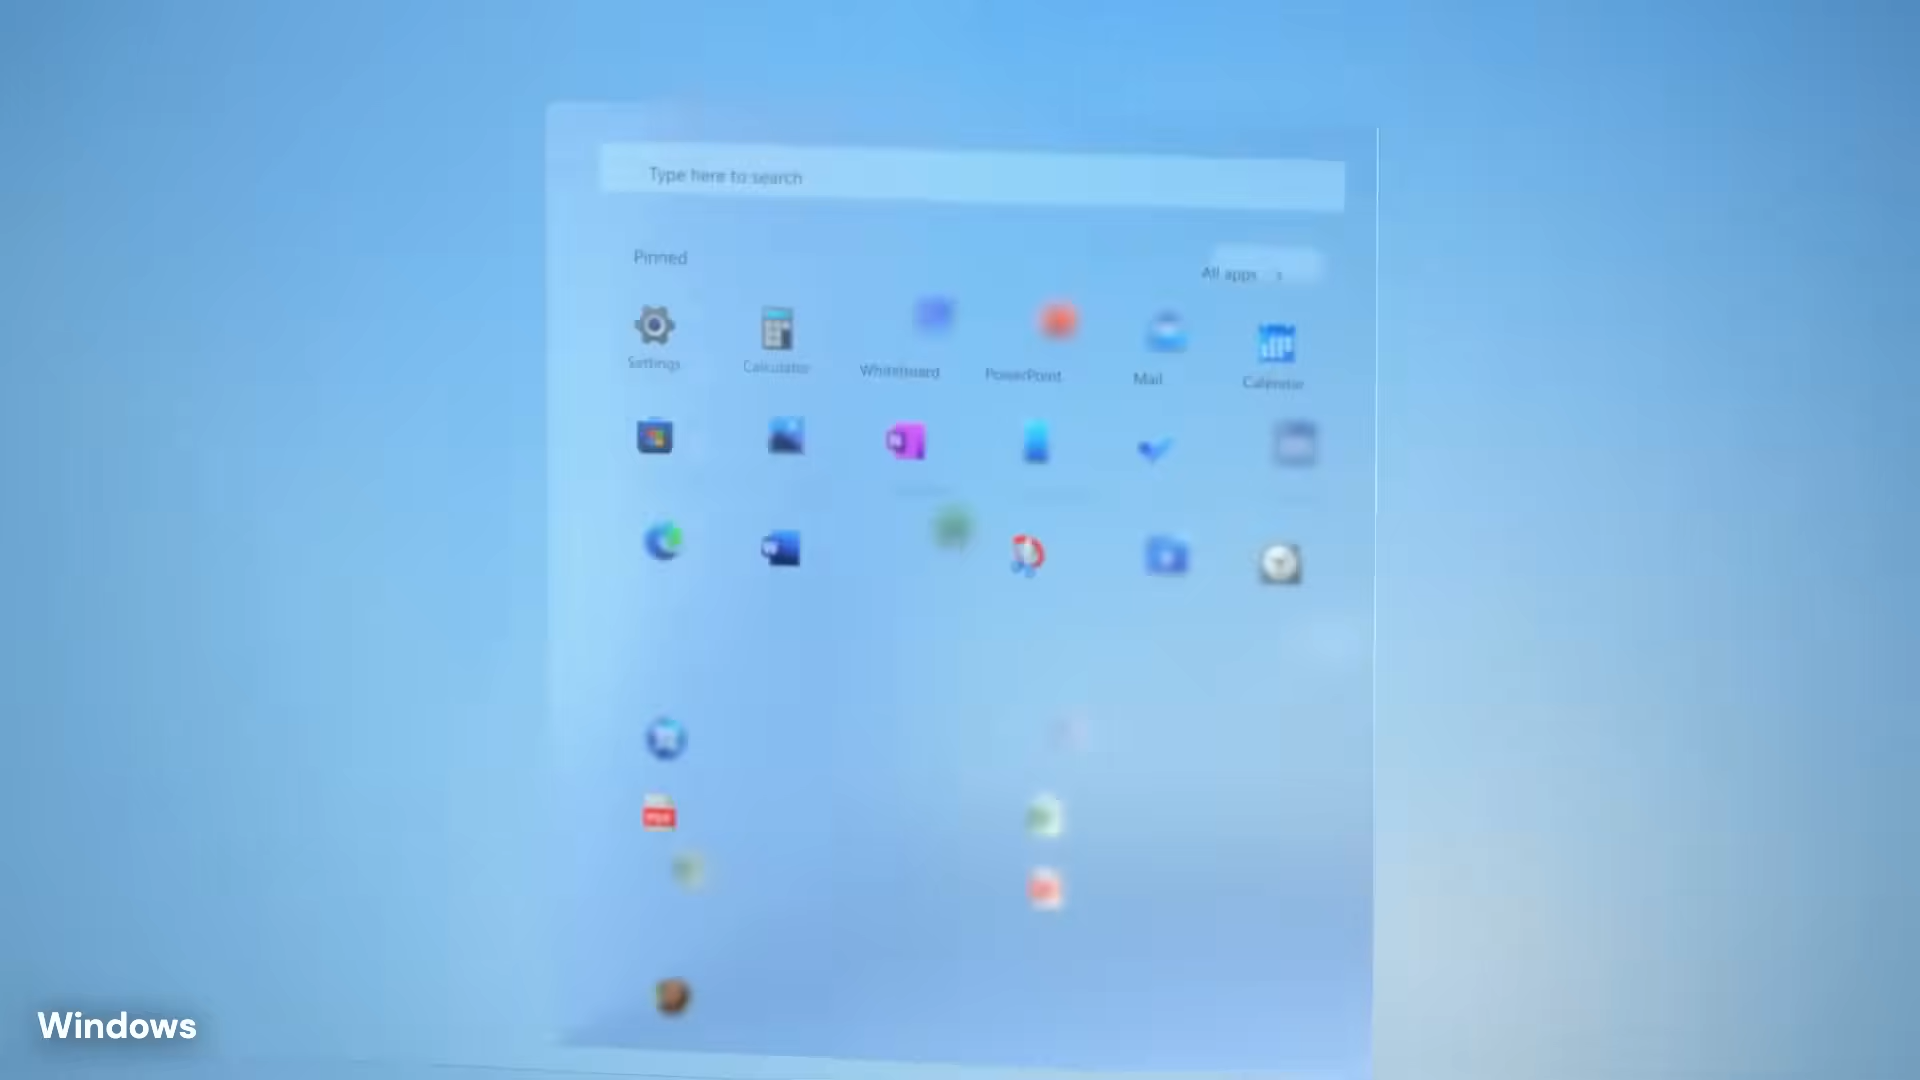 Type here to search
Pinned
All apps >
Settings
Calculator
Whiteboard
PowerPoint
Mail
Calendar
Windows